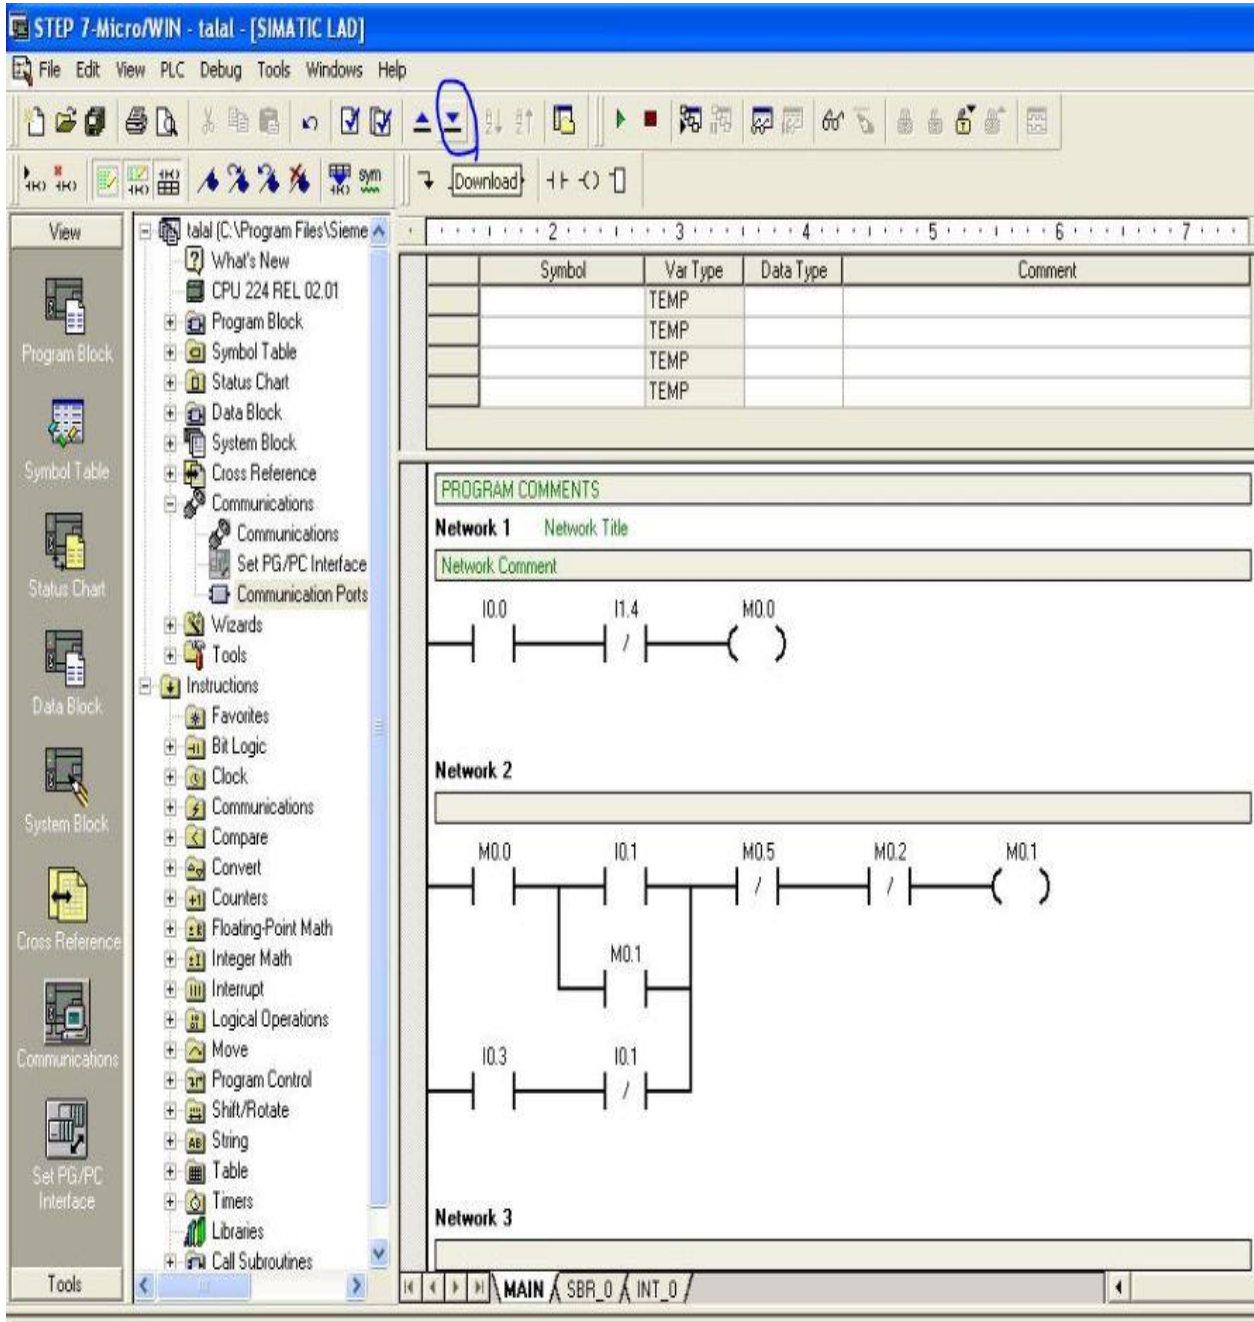 STEP 7-Micro/WIN - talal - [SIMATIC LAD]
File Edit View PLC Debug Tools Windows Help
sym
Download
View
Program Block
Symbol Table
Status Chart
Data Block
System Block
Cross Reference
Communications
Set PG/PC
Interface
Tools
talal (C:\Program Files\Sieme
What's New
CPU 224 REL 02.01
Program Block
Symbol Table
Status Chart
Data Block
System Block
Cross Reference
Communications
Communications
Set PG/PC Interface
Communication Ports
Wizards
Tools
Instructions
Favorites
Bit Logic
Clock
Communications
Compare
Convert
Counters
Floating-Point Math
Integer Math
Interrupt
Logical Operations
Move
Program Control
Shift/Rotate
String
Table
Timers
Libraries
Call Subroutines
2 3 4 5 6 7
Symbol Var Type Data Type Comment
TEMP
TEMP
TEMP
TEMP
PROGRAM COMMENTS
Network 1 Network Title
Network Comment
I0.0 I1.4 M0.0
Network 2
M0.0 I0.1 M0.5 M0.2 M0.1
M0.1
I0.3 I0.1
Network 3
MAIN SBR_0 INT_0